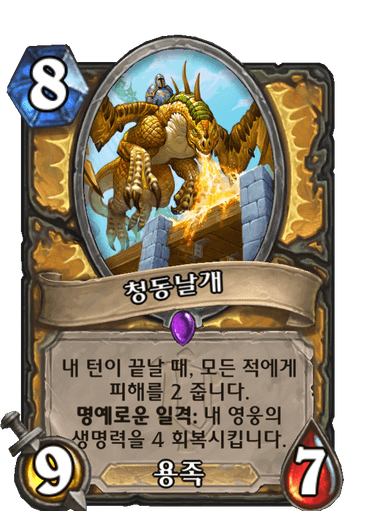 8
청동날개
내 턴이 끝날 때, 모든 적에게
피해를 2 줍니다.
명예로운 일격: 내 영웅의
생명력을 4 회복시킵니다.
9
용족
7